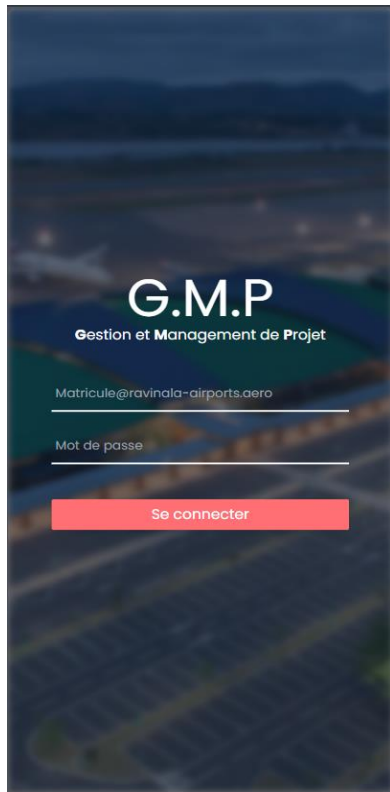 G.M.P
Gestion et Management de Projet
Matricule@ravinala-airports.aero
Mot de passe
Se connecter